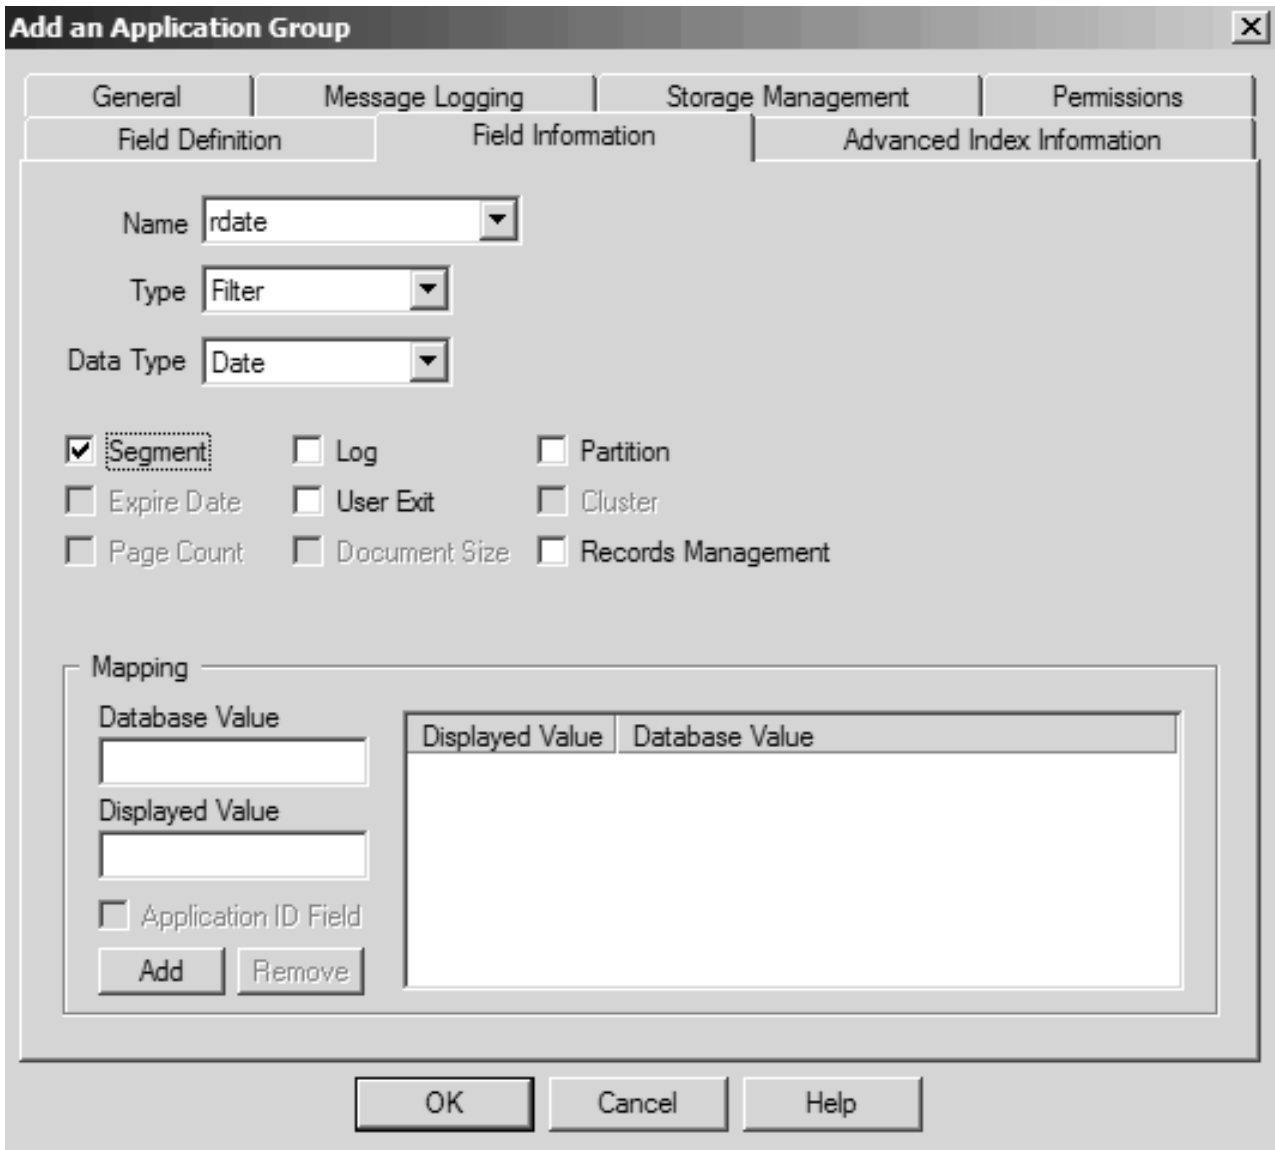 Add an Application Group
General Message Logging Storage Management Permissions
Field Definition Field Information Advanced Index Information
Name rdate
Type Filter
Data Type Date
Segment Log Partition
Expire Date User Exit Cluster
Page Count Document Size Records Management
Mapping
Database Value
Displayed Value Database Value
Displayed Value
Application ID Field
Add Remove
OK Cancel Help